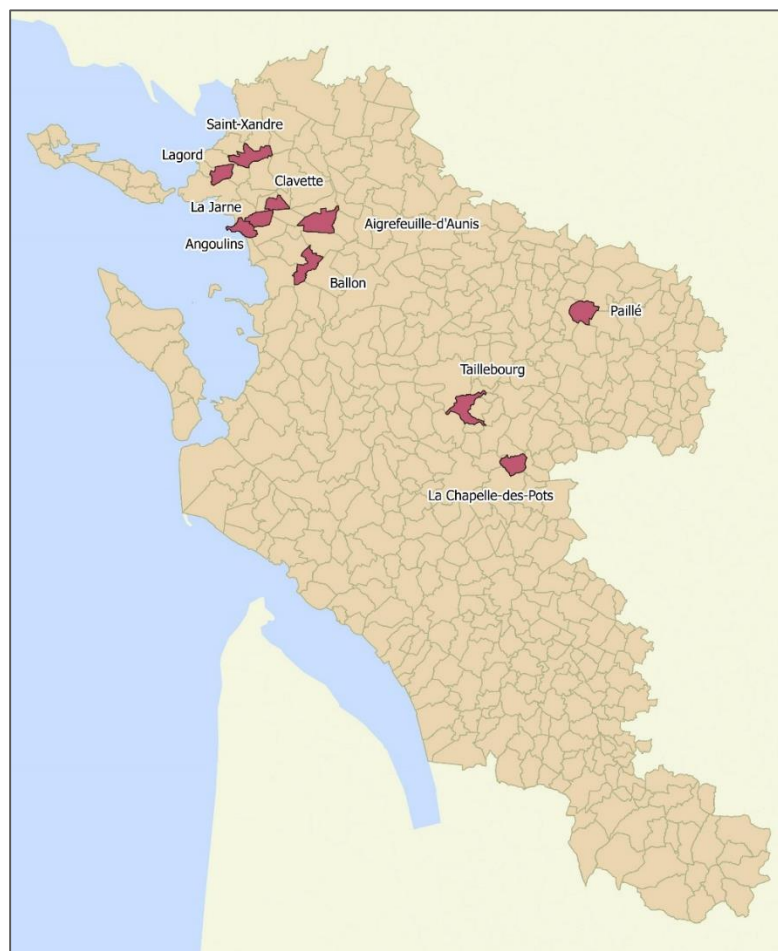 Saint-Xandre
Lagord
Clavette
La Jarne
Aigrefeuille-d'Aunis
Angoulins
Ballon
Paillé
Taillebourg
La Chapelle-des-Pots